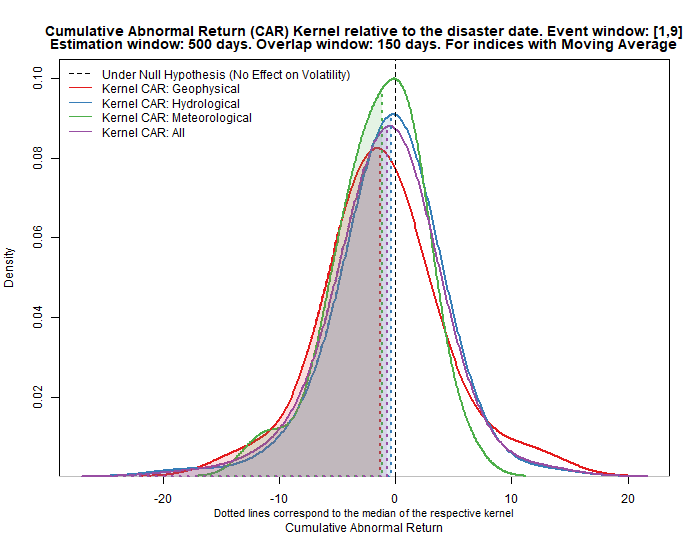 Cumulative Abnormal Return (CAR) Kernel relative to the disaster date. Event window: [1,9]
Estimation window: 500 days. Overlap window: 150 days. For indices with Moving Average
Under Null Hypothesis (No Effect on Volatility)
Kernel CAR: Geophysical
Kernel CAR: Hydrological
Kernel CAR: Meteorological
Kernel CAR: All
0.10
0.08
0.06
0.04
0.02
Density
-20 -10 0 10 20
Dotted lines correspond to the median of the respective kernel
Cumulative Abnormal Return